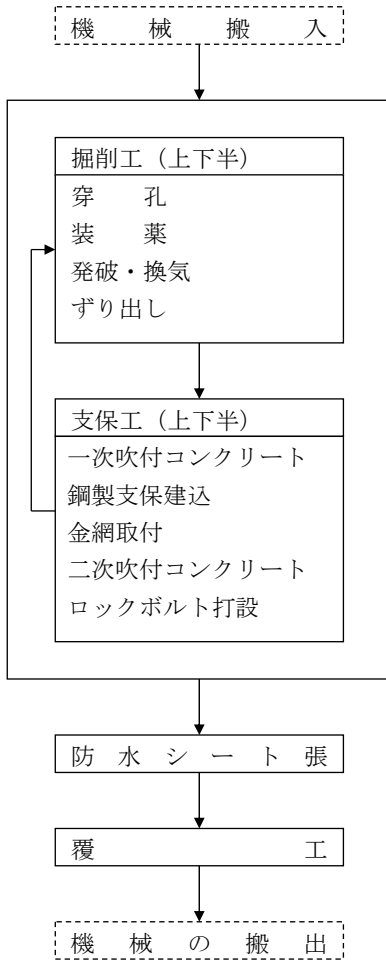 機械搬入
掘削工（上下半）
穿孔
装薬
発破・換気
ずり出し
支保工（上下半）
一次吹付コンクリート
鋼製支保建込
金網取付
二次吹付コンクリート
ロックボルト打設
防水シート張
覆工
機械の搬出